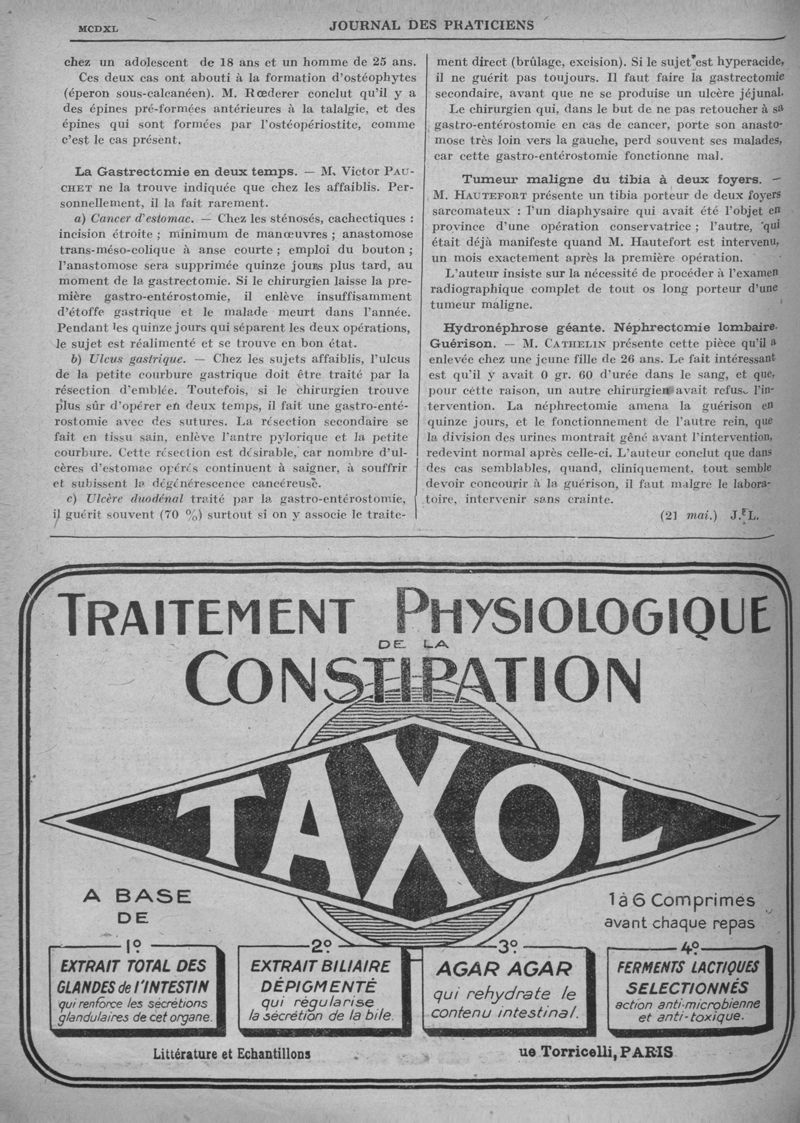 MCDXL
JOURNAL DES PRATICIENS
chez un adolescent de 18 ans et un homme de 25 ans.
Ces deux cas ont abouti à la formation d'ostéophytes
(éperon sous-calcanéen). M. Rœderer conclut qu'il y a
des épines pré-formées antérieures à la talalgie, et des
épines qui sont formées par l'ostéopériostite, comme
c'est le cas présent.
La Gastrectomie en deux temps. — M. Victor PAU-
CHET ne la trouve indiquée que chez les affaiblis. Per-
sonnellement, il la fait rarement.
a) Cancer d'estomac. — Chez les sténosés, cachectiques :
incision étroite ; minimum de manœuvres ; anastomose
trans-méso-colique à anse courte ; emploi du bouton ;
l'anastomose sera supprimée quinze jours plus tard, au
moment de la gastrectomie. Si le chirurgien laisse la pre-
mière gastro-entérostomie, il enlève insuffisamment
d'étoffe gastrique et le malade meurt dans l'année.
Pendant les quinze jours qui séparent les deux opérations,
le sujet est réalimenté et se trouve en bon état.
b) Ulcus gastrique. — Chez les sujets affaiblis, l'ulcus
de la petite courbure gastrique doit être traité par la
résection d'emblée. Toutefois, si le chirurgien trouve
plus sûr d'opérer en deux temps, il fait une gastro-enté-
rostomie avec des sutures. La résection secondaire se
fait en tissu sain, enlève l'antre pylorique et la petite
courbure. Cette résection est désirable, car nombre d'ul-
cères d'estomac opérés continuent à saigner, à souffrir
et subissent la dégénérescence cancéreuse.
c) Ulcère duodénal traité par la gastro-entérostomie,
il guérit souvent (70 %) surtout si on y associe le traite-
ment direct (brûlage, excision). Si le sujet est hyperacide,
il ne guérit pas toujours. Il faut faire la gastrectomie
secondaire, avant que ne se produise un ulcère jéjunal.
Le chirurgien qui, dans le but de ne pas retoucher à sa
gastro-entérostomie en cas de cancer, porte son anasto-
mose très loin vers la gauche, perd souvent ses malades,
car cette gastro-entérostomie fonctionne mal.
Tumeur maligne du tibia à deux foyers. —
M. HAUTEFORT présente un tibia porteur de deux foyers
sarcomateux : l'un diaphysaire qui avait été l'objet en
province d'une opération conservatrice ; l'autre, qui
était déjà manifeste quand M. Hautefort est intervenu,
un mois exactement après la première opération.
L'auteur insiste sur la nécessité de procéder à l'examen
radiographique complet de tout os long porteur d'une
tumeur maligne.
Hydronéphrose géante. Néphrectomie lombaire.
Guérison. — M. CATHELIN présente cette pièce qu'il a
enlevée chez une jeune fille de 26 ans. Le fait intéressant
est qu'il y avait 0 gr. 60 d'urée dans le sang, et que,
pour cette raison, un autre chirurgien avait refusé l'in-
tervention. La néphrectomie amena la guérison en
quinze jours, et le fonctionnement de l'autre rein, que
la division des urines montrait gêné avant l'intervention,
redevint normal après celle-ci. L'auteur conclut que dans
des cas semblables, quand, cliniquement, tout semble
devoir concourir à la guérison, il faut malgré le labora-
toire, intervenir sans crainte.
(21 mai.) J. L.
TRAITEMENT PHYSIOLOGIQUE
DE LA
CONSTIPATION
TAXOL
A BASE
DE
1 à 6 Comprimés
avant chaque repas
1º
EXTRAIT TOTAL DES
GLANDES de l'INTESTIN
qui renforce les sécrétions
glandulaires de cet organe.
2º
EXTRAIT BILIAIRE
DÉPIGMENTÉ
qui régularise
la sécrétion de la bile.
3º
AGAR AGAR
qui rehydrate le
contenu intestinal.
4º
FERMENTS LACTIQUES
SELECTIONNÉS
action anti-microbienne
et anti-toxique.
Littérature et Echantillons
ue Torricelli, PARIS